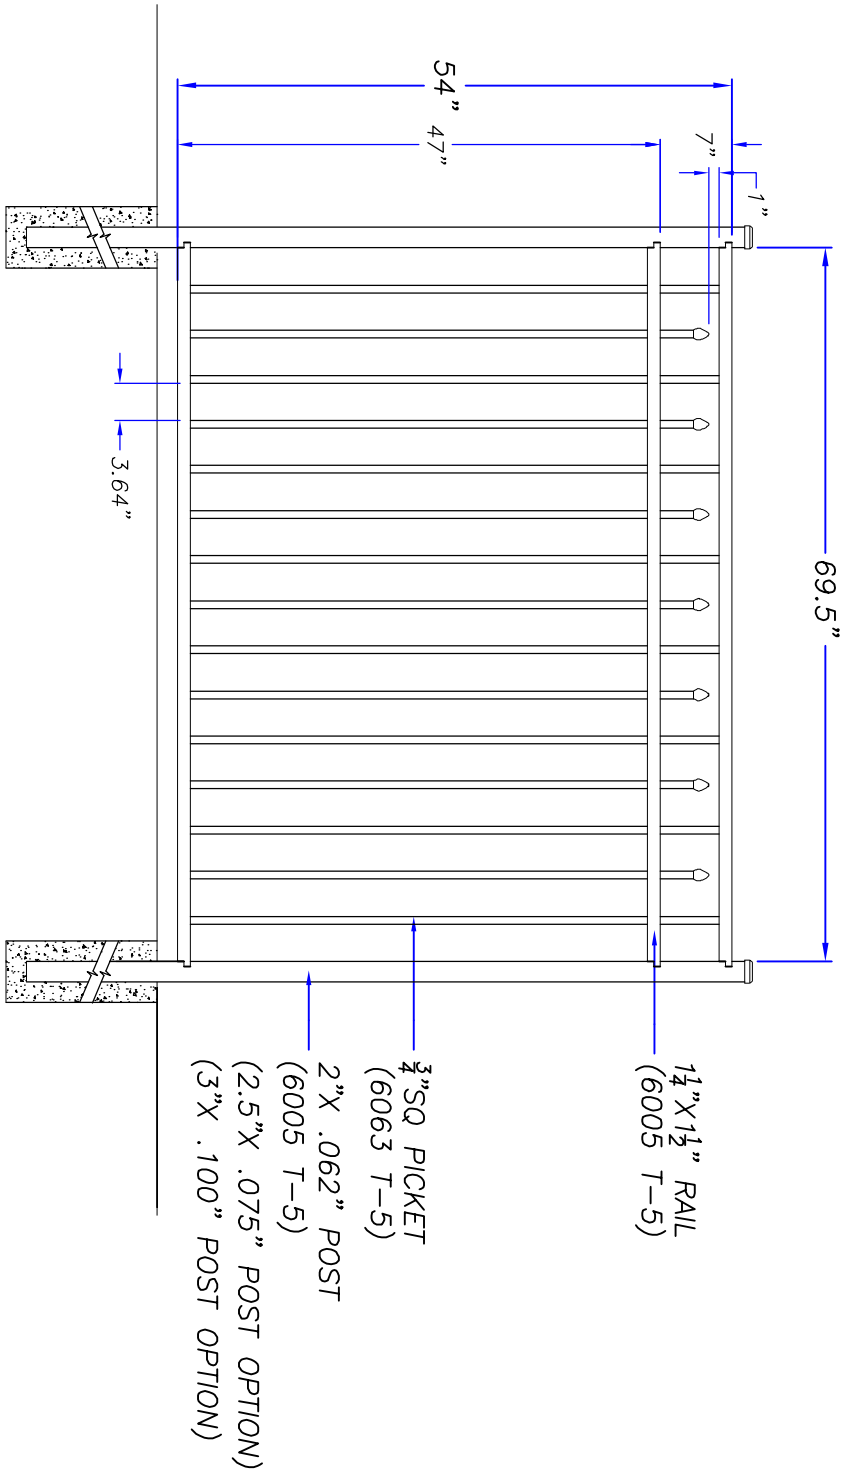 69.5”
54”
47”
7”
1”
3.64”
1¼”X1½” RAIL
(6005 T-5)
¾”SQ PICKET
(6063 T-5)
2”X .062” POST
(6005 T-5)
(2.5”X .075” POST OPTION)
(3”X .100” POST OPTION)